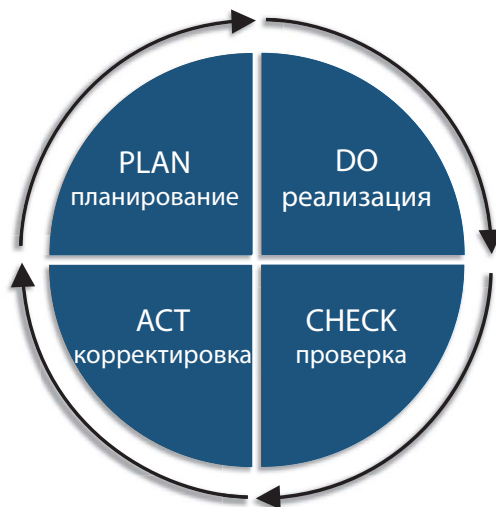 PLAN
планирование
DO
реализация
ACT
корректировка
CHECK
проверка